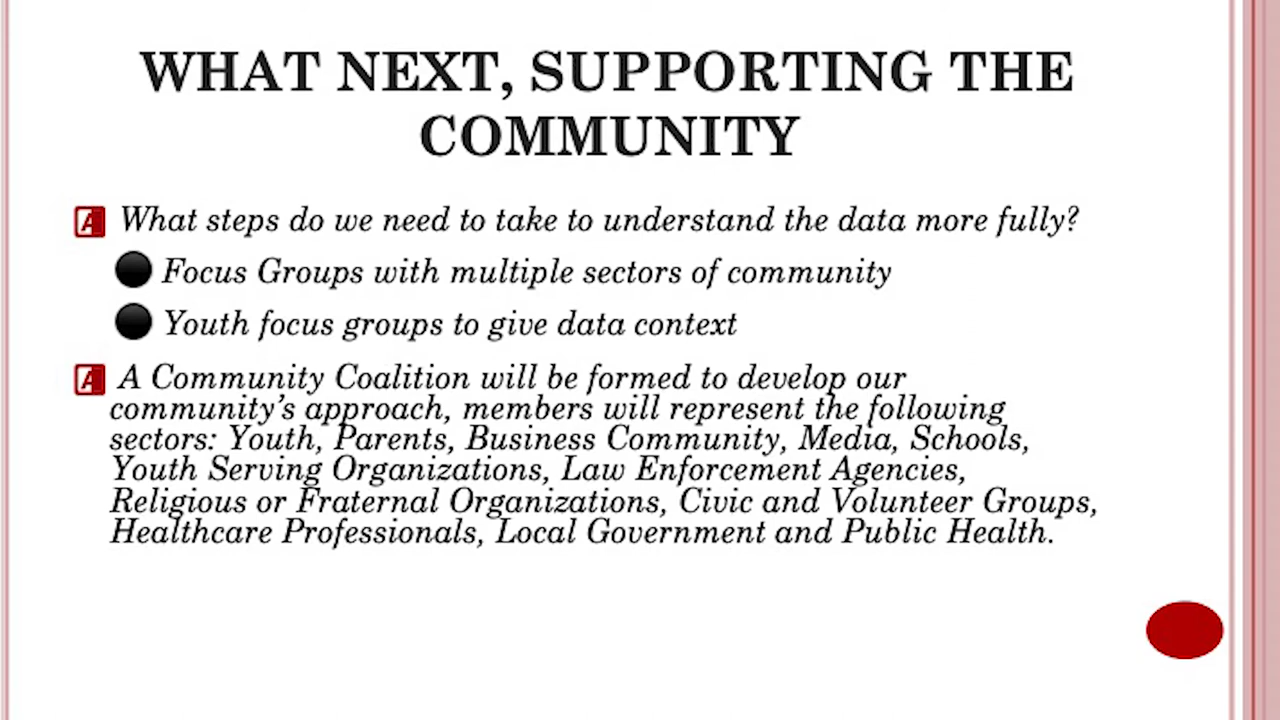 WHAT NEXT, SUPPORTING THE
COMMUNITY
What steps do we need to take to understand the data more fully?
Focus Groups with multiple sectors of community
Youth focus groups to give data context
A Community Coalition will be formed to develop our
community’s approach, members will represent the following
sectors: Youth, Parents, Business Community, Media, Schools,
Youth Serving Organizations, Law Enforcement Agencies,
Religious or Fraternal Organizations, Civic and Volunteer Groups,
Healthcare Professionals, Local Government and Public Health.